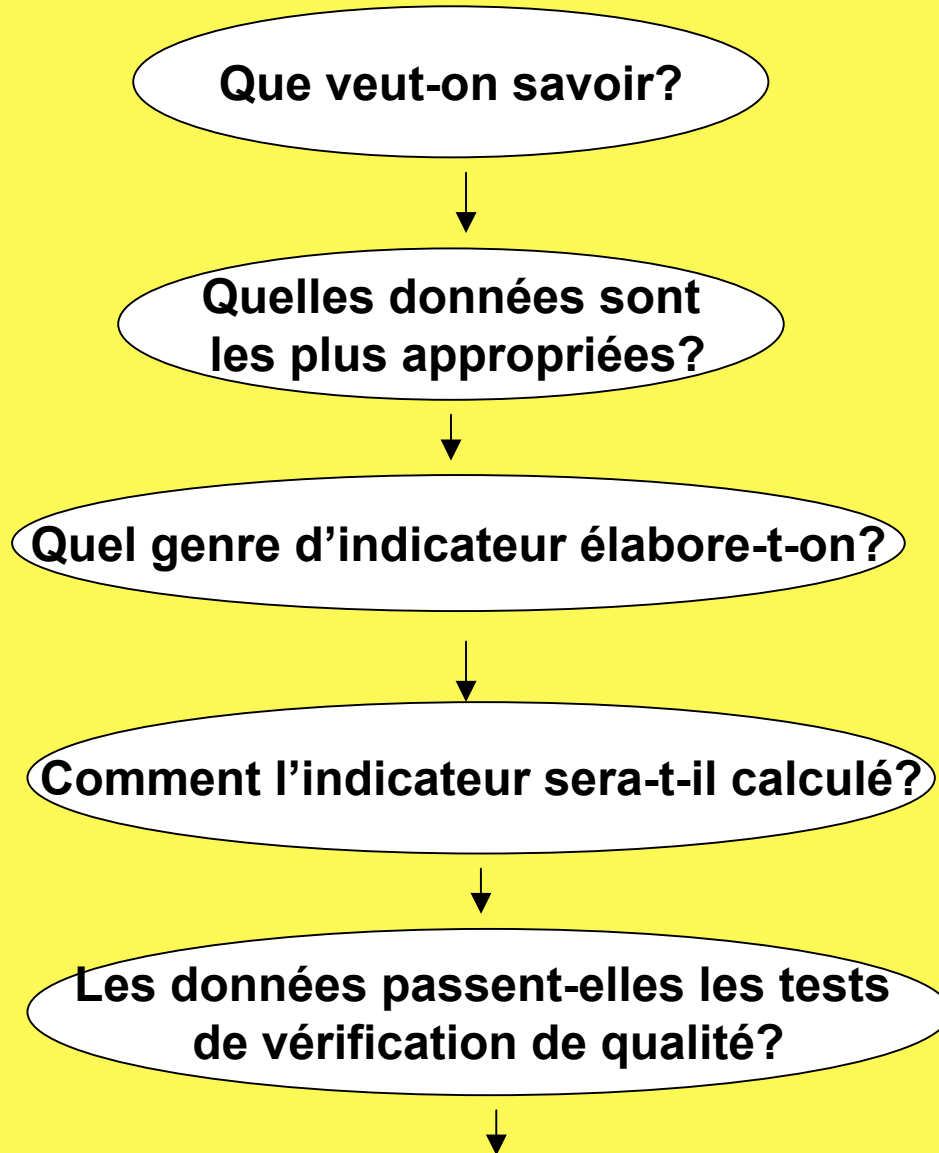 Que veut-on savoir?
Quelles données sont
les plus appropriées?
Quel genre d’indicateur élabore-t-on?
Comment l’indicateur sera-t-il calculé?
Les données passent-elles les tests
de vérification de qualité?